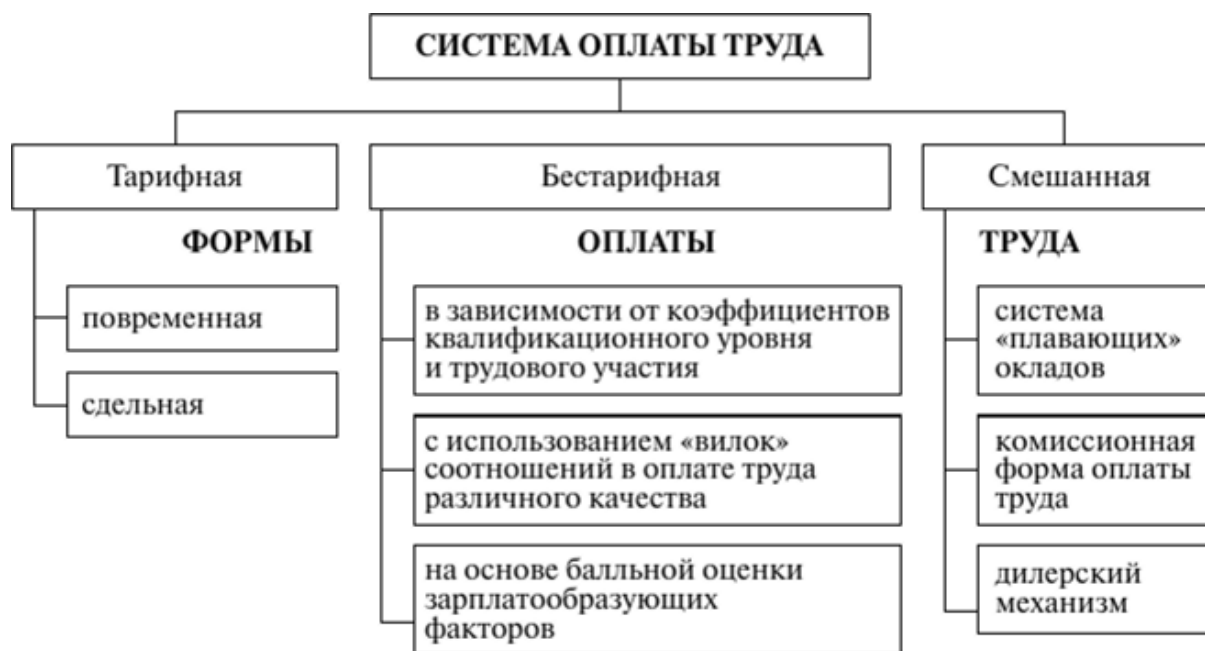 СИСТЕМА ОПЛАТЫ ТРУДА
Тарифная
Бестарифная
Смешанная
ФОРМЫ
ОПЛАТЫ
ТРУДА
повременная
сдельная
в зависимости от коэффициентов
квалификационного уровня
и трудового участия
с использованием «вилок»
соотношений в оплате труда
различного качества
на основе балльной оценки
зарплатообразующих
факторов
система
«плавающих»
окладов
комиссионная
форма оплаты
труда
дилерский
механизм